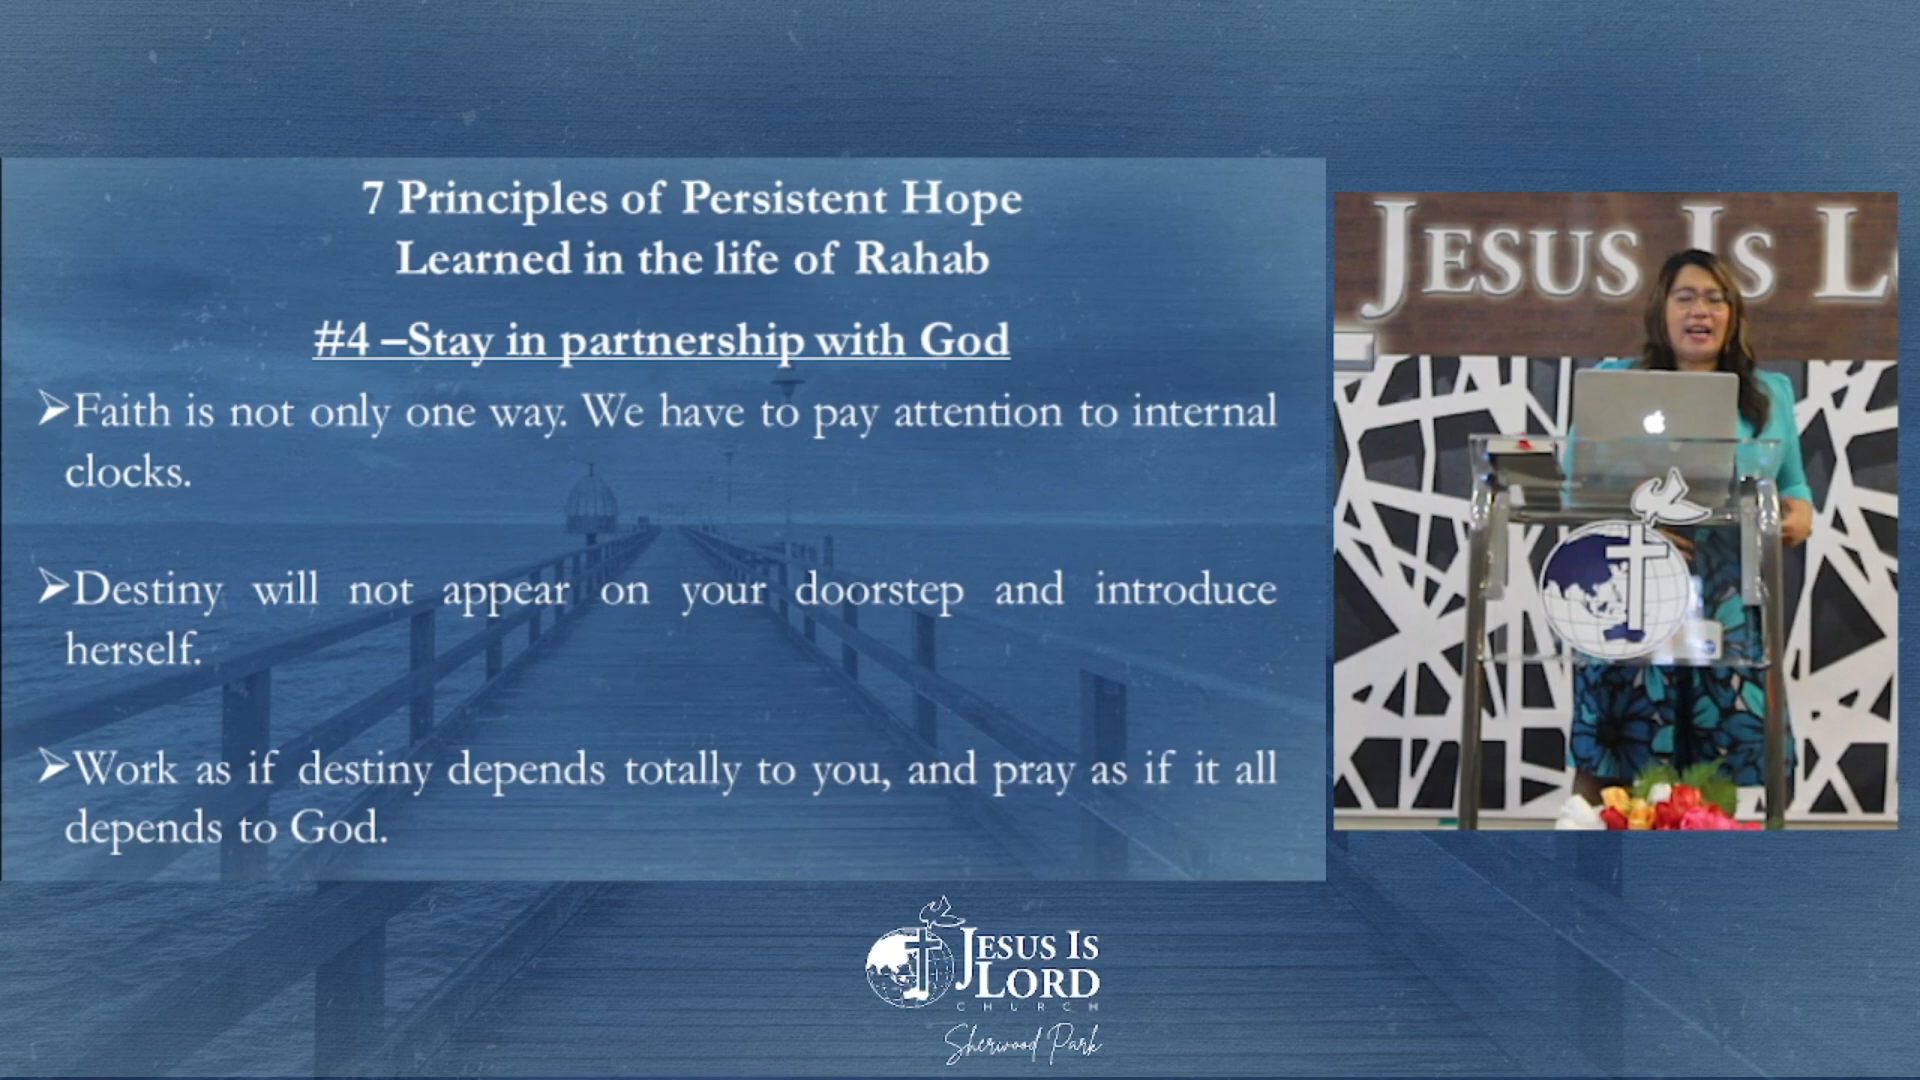 7 Principles of Persistent Hope
Learned in the life of Rahab
#4 –Stay in partnership with God
➢Faith is not only one way. We have to pay attention to internal
clocks.
➢Destiny will not appear on your doorstep and introduce
herself.
➢Work as if destiny depends totally to you, and pray as if it all
depends to God.
JESUS IS LO
JESUS IS
LORD
CHURCH
Sherwood Park